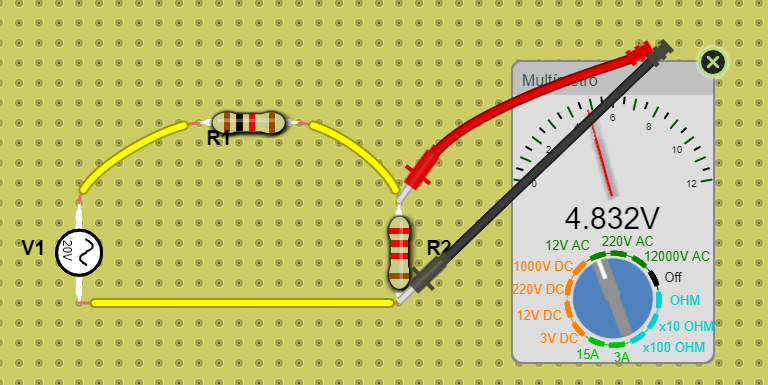 Multímetro
2
6
8
10
0
12
R1
4.832V
V1
20V
R2
12V AC
220V AC
12000V AC
1000V DC
Off
220V DC
OHM
12V DC
x10 OHM
3V DC
x100 OHM
15A
3A